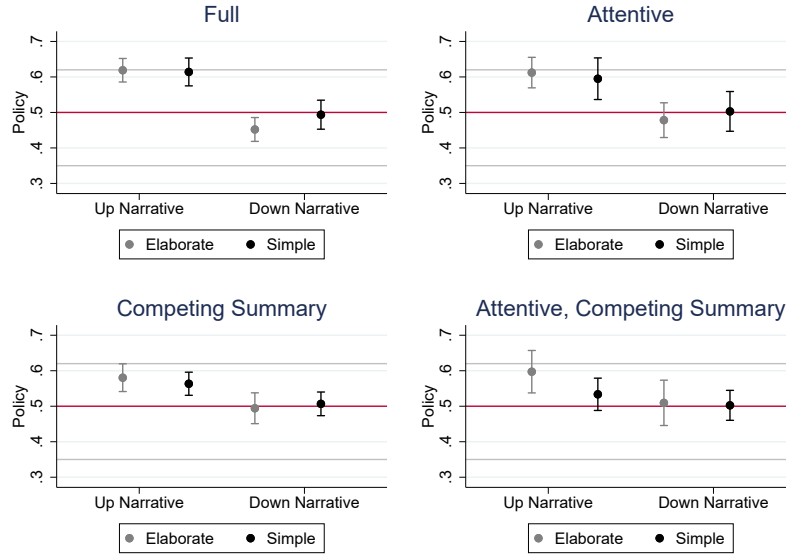 Full
Policy
.7
.6
.5
.4
.3
Up Narrative
Down Narrative
Elaborate
Simple
Attentive
Policy
.7
.6
.5
.4
.3
Up Narrative
Down Narrative
Elaborate
Simple
Competing Summary
Policy
.7
.6
.5
.4
.3
Up Narrative
Down Narrative
Elaborate
Simple
Attentive, Competing Summary
Policy
.7
.6
.5
.4
.3
Up Narrative
Down Narrative
Elaborate
Simple